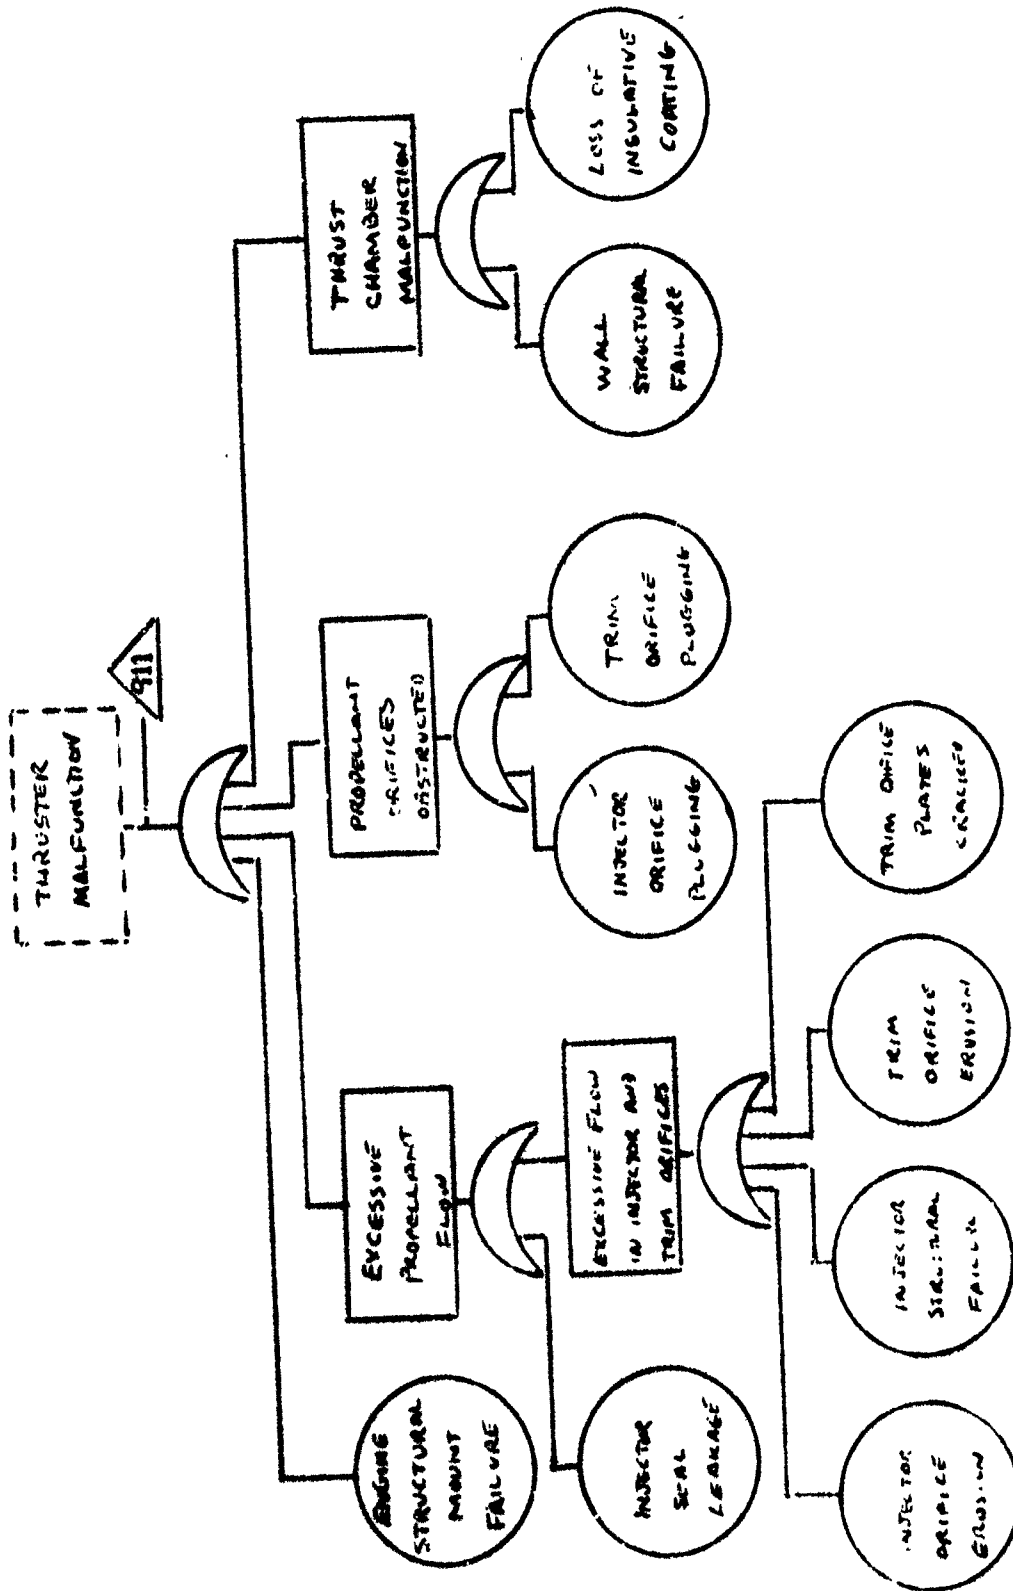 THRUSTER
MALFUNCTION
911
ENGINE
STRUCTURAL
MOUNT
FAILURE
EXCESSIVE
PROPELLANT
FLOW
PROPELLANT
ORIFICES
OBSTRUCTED
THRUST
CHAMBER
MALFUNCTION
INJECTOR
SEAL
LEAKAGE
EXCESSIVE FLOW
IN INJECTOR AND
TRIM ORIFICES
INJECTOR
ORIFICE
PLUGGING
TRIM
ORIFICE
PLUGGING
WALL
STRUCTURAL
FAILURE
LOSS OF
INSULATIVE
COATING
INJECTOR
ORIFICE
EROSION
INJECTOR
STRUCTURAL
TRIM
ORIFICE
EROSION
TRIM ORIFICE
PLATES
CRACKED